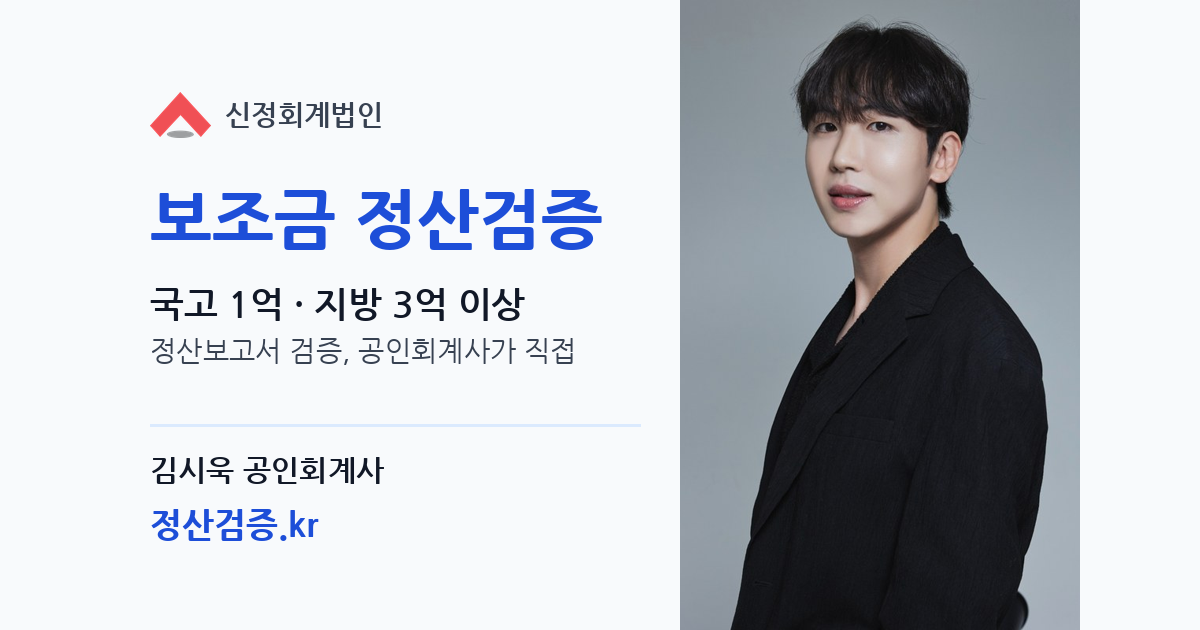 신정회계법인
보조금 정산검증
국고 1억 · 지방 3억 이상
정산보고서 검증, 공인회계사가 직접
김시욱 공인회계사
정산검증.kr